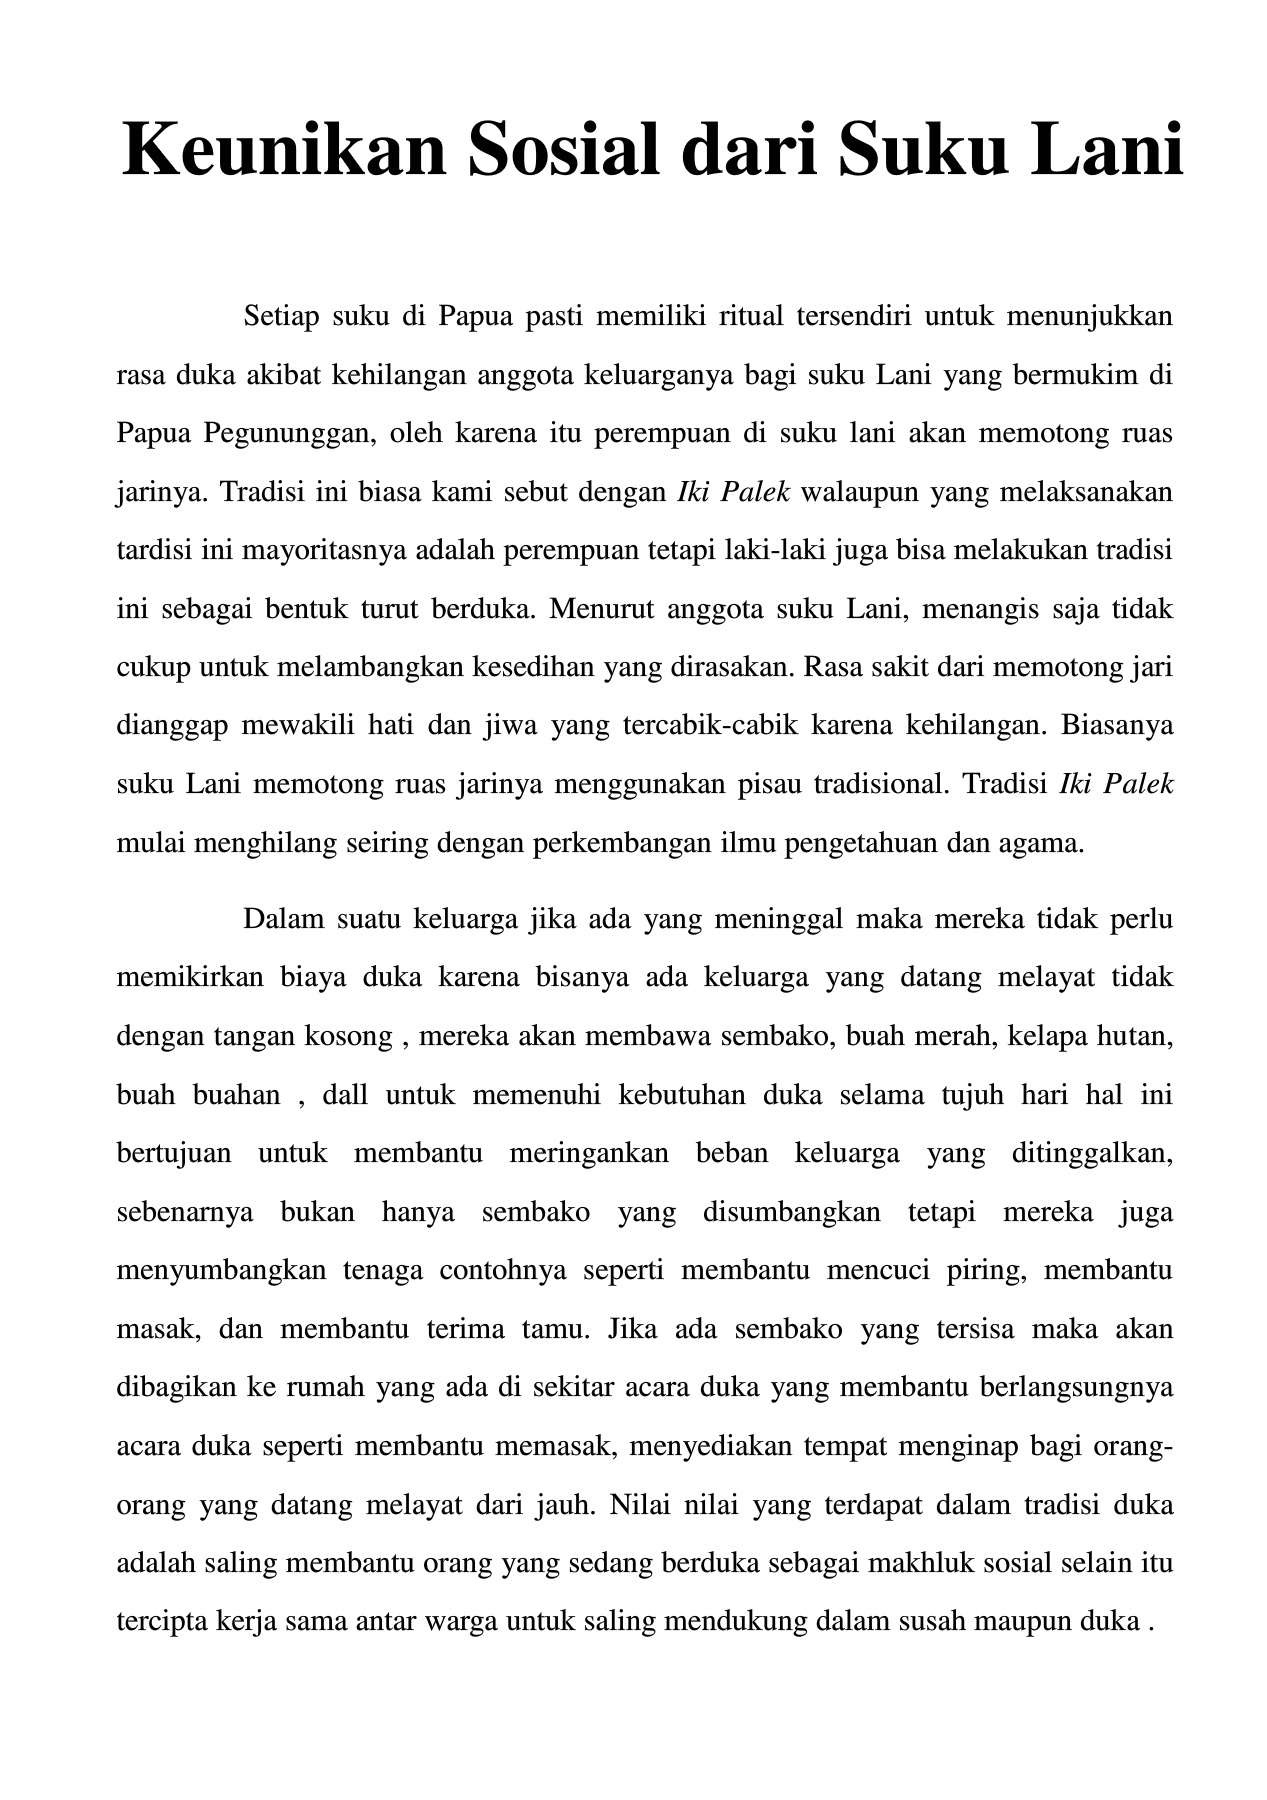 Keunikan Sosial dari Suku Lani
Setiap suku di Papua pasti memiliki ritual tersendiri untuk menunjukkan
rasa duka akibat kehilangan anggota keluarganya bagi suku Lani yang bermukim di
Papua Pegununggan, oleh karena itu perempuan di suku lani akan memotong ruas
jarinya. Tradisi ini biasa kami sebut dengan Iki Palek walaupun yang melaksanakan
tardisi ini mayoritasnya adalah perempuan tetapi laki-laki juga bisa melakukan tradisi
ini sebagai bentuk turut berduka. Menurut anggota suku Lani, menangis saja tidak
cukup untuk melambangkan kesedihan yang dirasakan. Rasa sakit dari memotong jari
dianggap mewakili hati dan jiwa yang tercabik-cabik karena kehilangan. Biasanya
suku Lani memotong ruas jarinya menggunakan pisau tradisional. Tradisi Iki Palek
mulai menghilang seiring dengan perkembangan ilmu pengetahuan dan agama.
Dalam suatu keluarga jika ada yang meninggal maka mereka tidak perlu
memikirkan biaya duka karena bisanya ada keluarga yang datang melayat tidak
dengan tangan kosong , mereka akan membawa sembako, buah merah, kelapa hutan,
buah buahan , dall untuk memenuhi kebutuhan duka selama tujuh hari hal ini
bertujuan untuk membantu meringankan beban keluarga yang ditinggalkan,
sebenarnya bukan hanya sembako yang disumbangkan tetapi mereka juga
menyumbangkan tenaga contohnya seperti membantu mencuci piring, membantu
masak, dan membantu terima tamu. Jika ada sembako yang tersisa maka akan
dibagikan ke rumah yang ada di sekitar acara duka yang membantu berlangsungnya
acara duka seperti membantu memasak, menyediakan tempat menginap bagi orang-
orang yang datang melayat dari jauh. Nilai nilai yang terdapat dalam tradisi duka
adalah saling membantu orang yang sedang berduka sebagai makhluk sosial selain itu
tercipta kerja sama antar warga untuk saling mendukung dalam susah maupun duka .